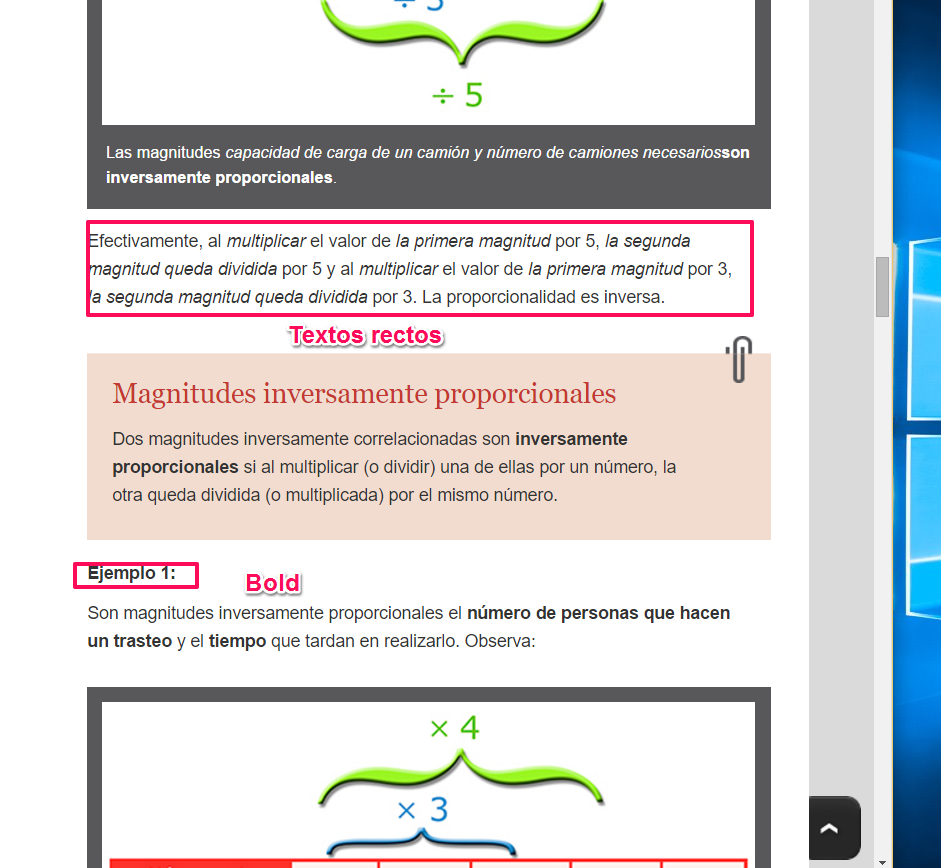 ÷ 3
÷ 5
Las magnitudes capacidad de carga de un camión y número de camiones necesariosson
inversamente proporcionales.
Efectivamente, al multiplicar el valor de la primera magnitud por 5, la segunda
magnitud queda dividida por 5 y al multiplicar el valor de la primera magnitud por 3,
la segunda magnitud queda dividida por 3. La proporcionalidad es inversa.
Textos rectos
Magnitudes inversamente proporcionales
Dos magnitudes inversamente correlacionadas son inversamente
proporcionales si al multiplicar (o dividir) una de ellas por un número, la
otra queda dividida (o multiplicada) por el mismo número.
Ejemplo 1:
Bold
Son magnitudes inversamente proporcionales el número de personas que hacen
un trasteo y el tiempo que tardan en realizarlo. Observa:
× 4
× 3